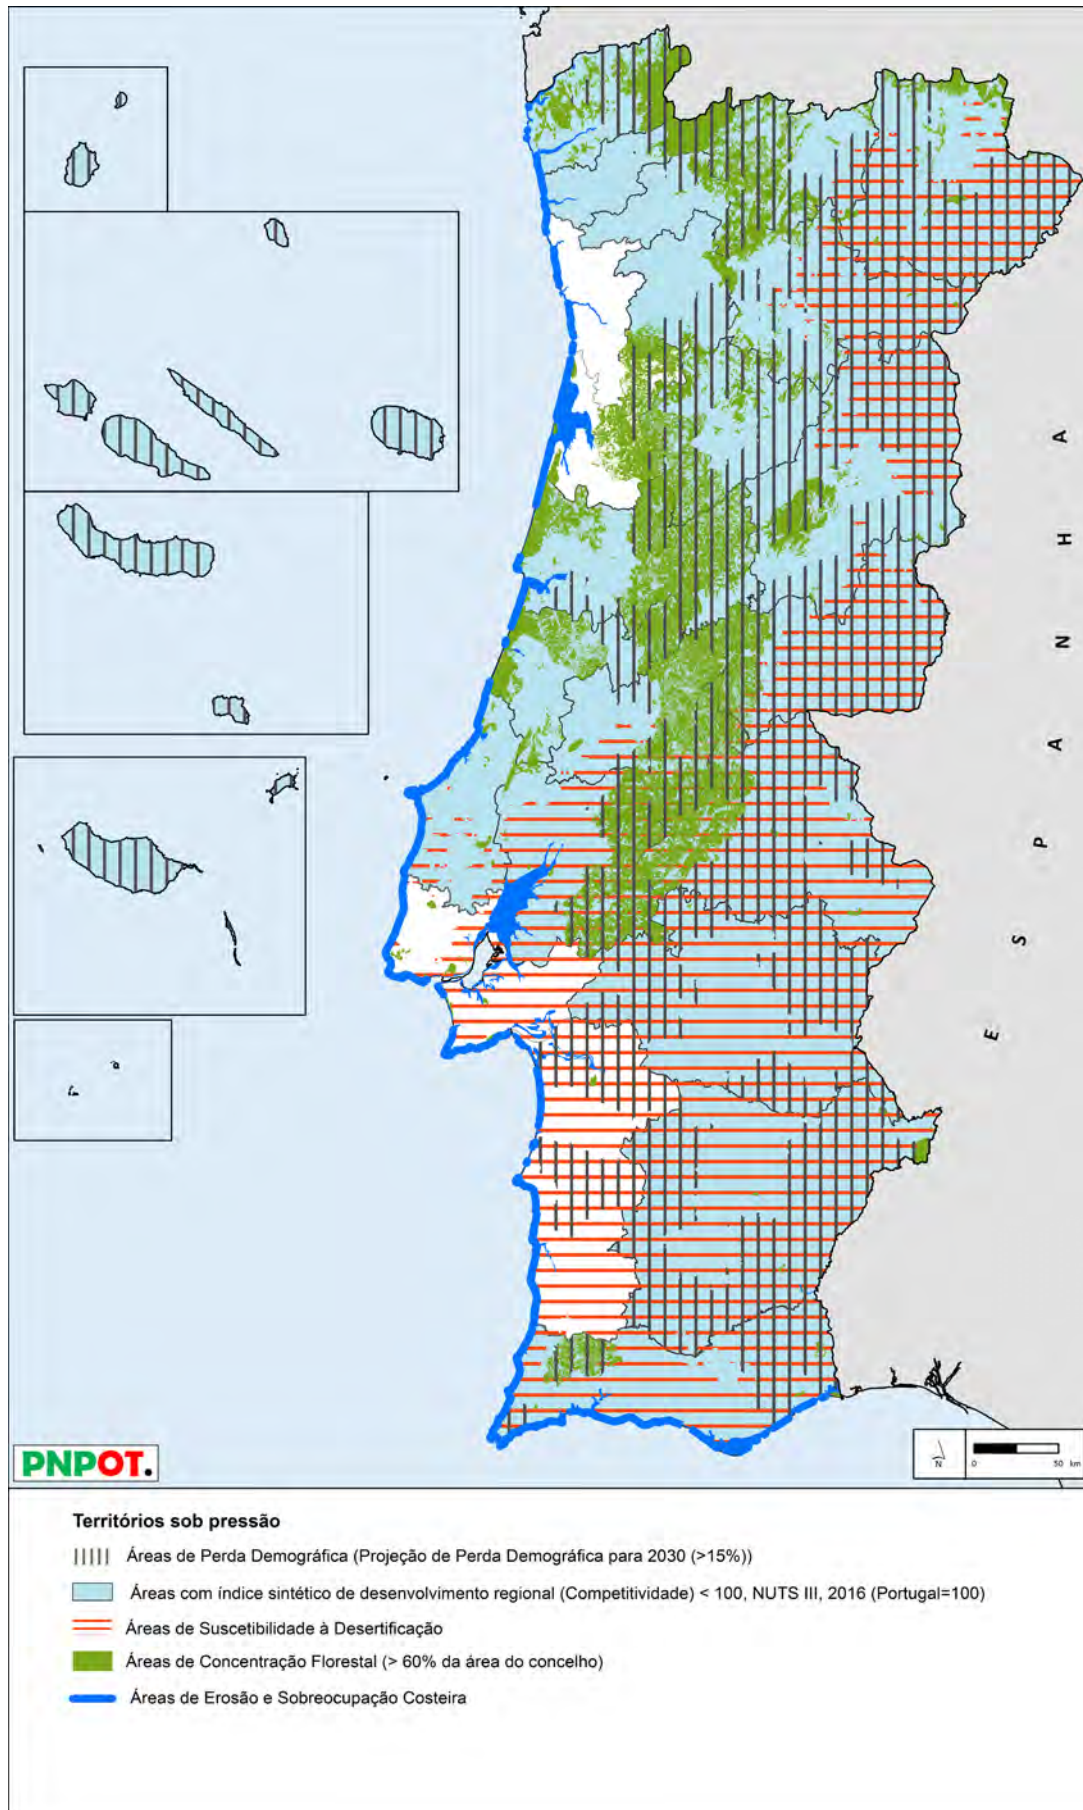 E S P A N H A
PNPOT.
N
0 50 km
Territórios sob pressão
Áreas de Perda Demográfica (Projeção de Perda Demográfica para 2030 (>15%))
Áreas com índice sintético de desenvolvimento regional (Competitividade) < 100, NUTS III, 2016 (Portugal=100)
Áreas de Suscetibilidade à Desertificação
Áreas de Concentração Florestal (> 60% da área do concelho)
Áreas de Erosão e Sobreocupação Costeira